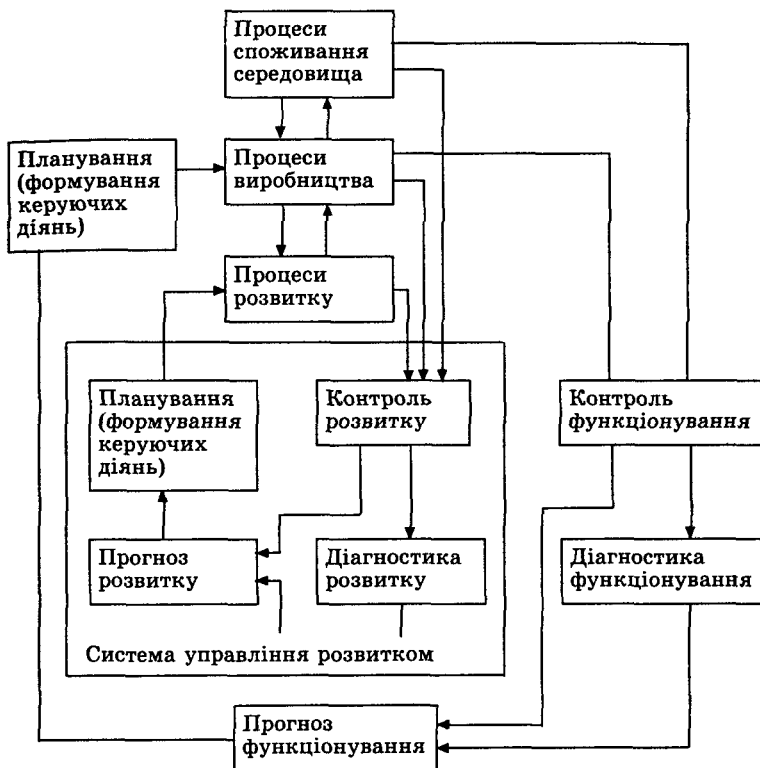 Процеси
споживання
середовища
Планування
(формування
керуючих
діянь)
Процеси
виробництва
Процеси
розвитку
Планування
(формування
керуючих
діянь)
Контроль
розвитку
Контроль
функціонування
Прогноз
розвитку
Діагностика
розвитку
Діагностика
функціонування
Система управління розвитком
Прогноз
функціонування